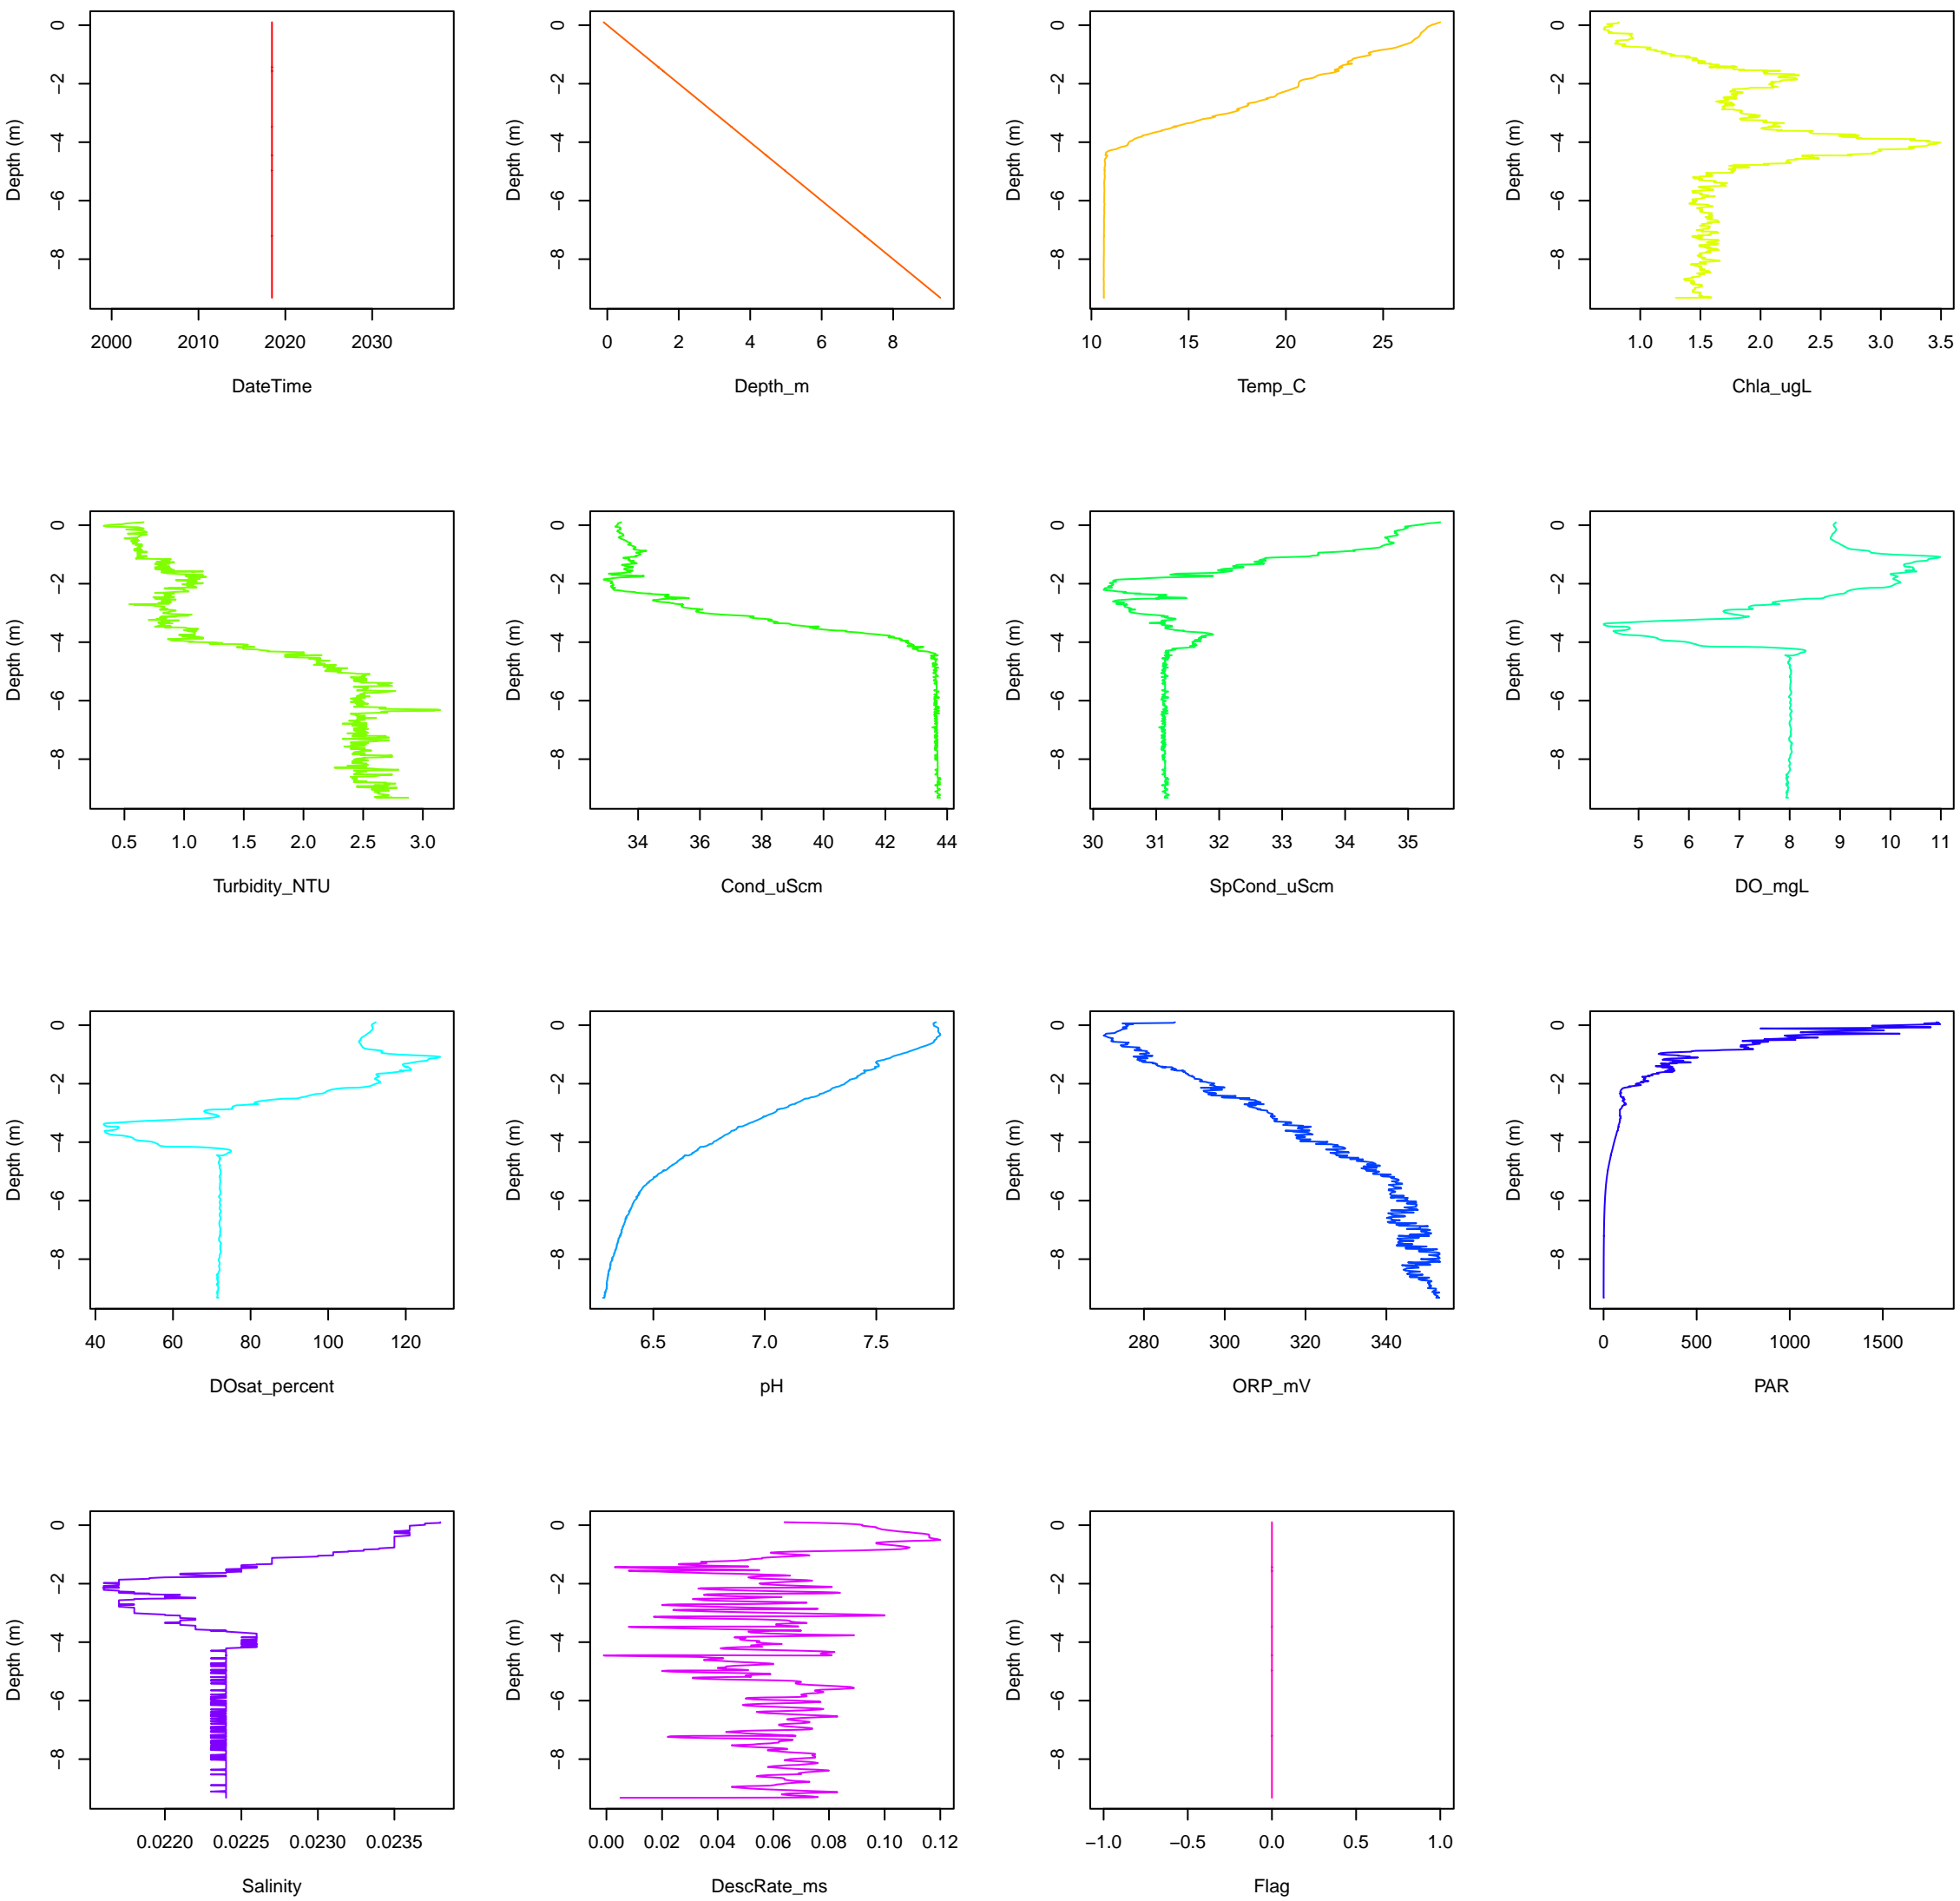 Depth (m)
0
−2
−4
−6
−8
2000 2010 2020 2030
DateTime
Depth (m)
0
−2
−4
−6
−8
0 2 4 6 8
Depth_m
Depth (m)
0
−2
−4
−6
−8
10 15 20 25
Temp_C
Depth (m)
0
−2
−4
−6
−8
1.0 1.5 2.0 2.5 3.0 3.5
Chla_ugL
Depth (m)
0
−2
−4
−6
−8
0.5 1.0 1.5 2.0 2.5 3.0
Turbidity_NTU
Depth (m)
0
−2
−4
−6
−8
34 36 38 40 42 44
Cond_uScm
Depth (m)
0
−2
−4
−6
−8
30 31 32 33 34 35
SpCond_uScm
Depth (m)
0
−2
−4
−6
−8
5 6 7 8 9 10 11
DO_mgL
Depth (m)
0
−2
−4
−6
−8
40 60 80 100 120
DOsat_percent
Depth (m)
0
−2
−4
−6
−8
6.5 7.0 7.5
pH
Depth (m)
0
−2
−4
−6
−8
280 300 320 340
ORP_mV
Depth (m)
0
−2
−4
−6
−8
0 500 1000 1500
PAR
Depth (m)
0
−2
−4
−6
−8
0.0220 0.0225 0.0230 0.0235
Salinity
Depth (m)
0
−2
−4
−6
−8
0.00 0.02 0.04 0.06 0.08 0.10 0.12
DescRate_ms
Depth (m)
0
−2
−4
−6
−8
−1.0 −0.5 0.0 0.5 1.0
Flag